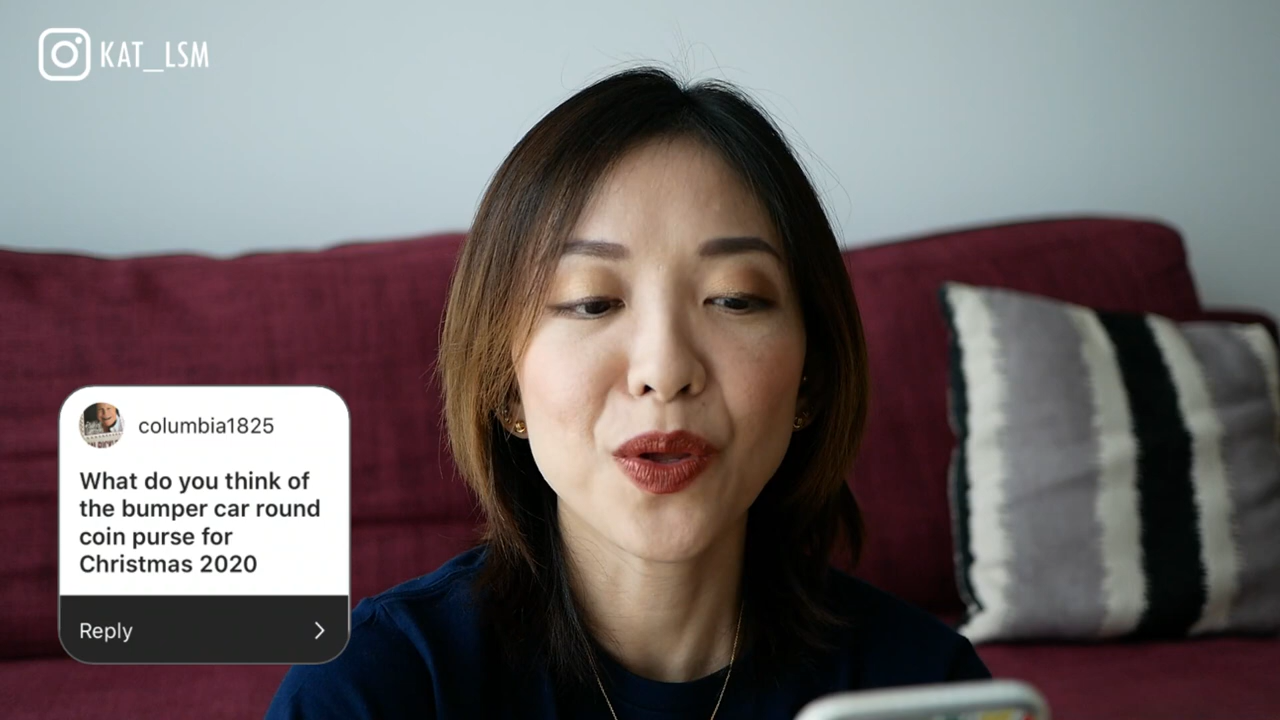 KAT_LSM
columbia1825
What do you think of
the bumper car round
coin purse for
Christmas 2020
Reply